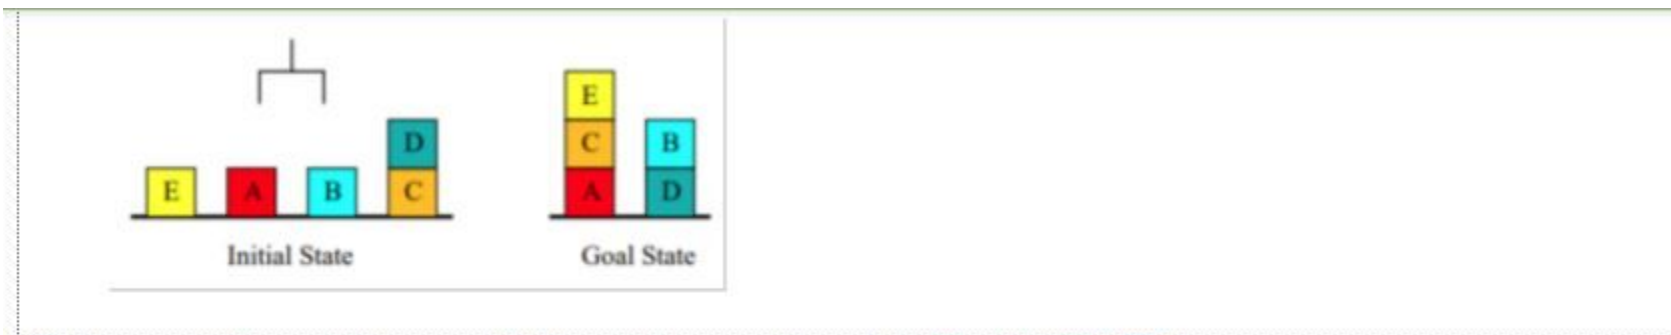 E
D B
E A B C C A D
Initial State Goal State